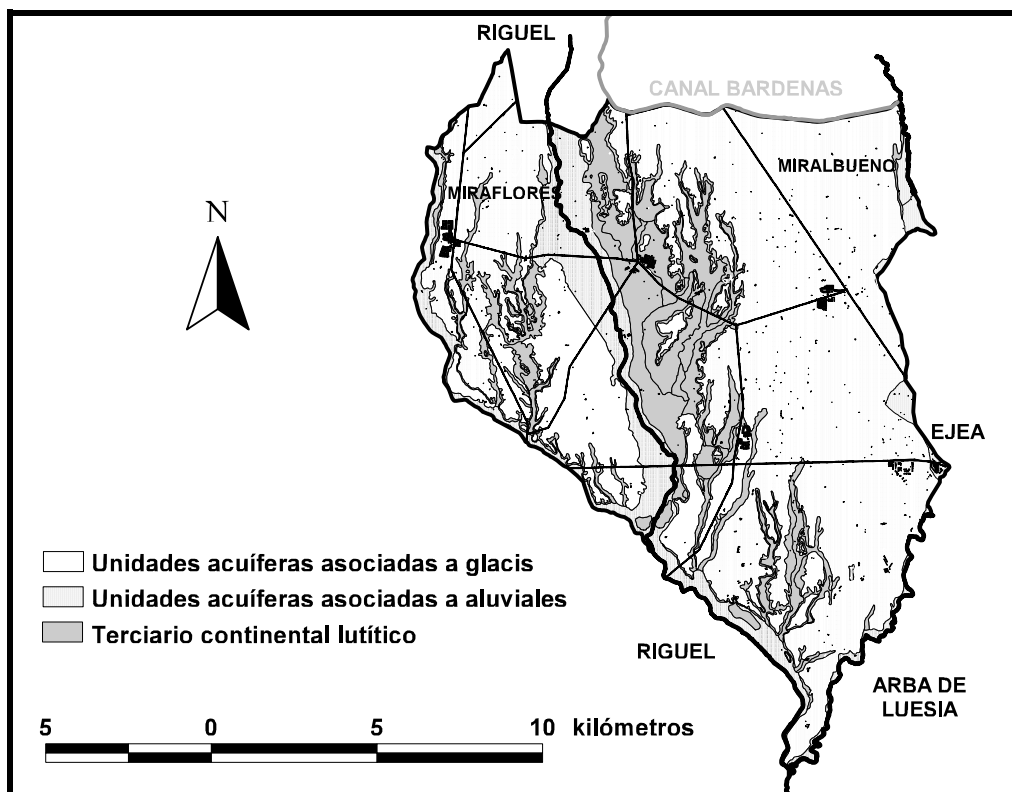 RIGUEL
CANAL BARDENAS
MIRAFLORES
MIRALBUENO
N
EJEA
Unidades acuíferas asociadas a glacis
Unidades acuíferas asociadas a aluviales
Terciario continental lutítico
RIGUEL
ARBA DE
LUESIA
5 0 5 10 kilómetros